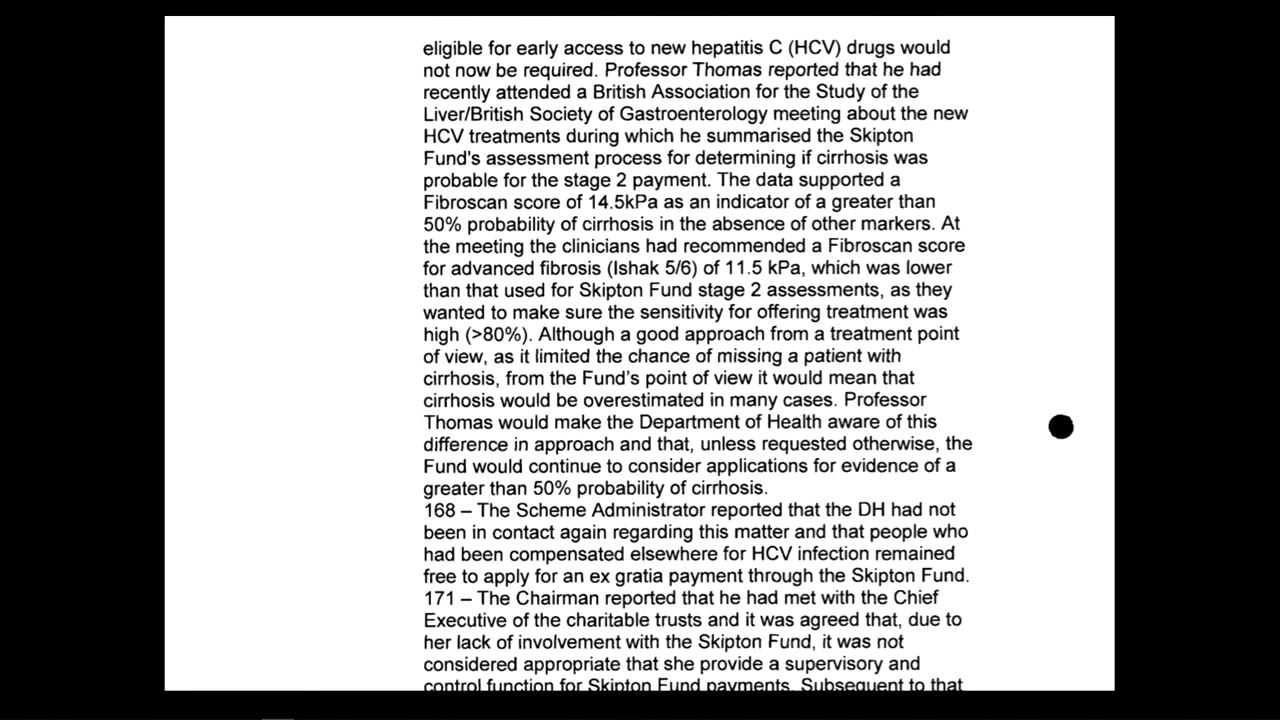 eligible for early access to new hepatitis C (HCV) drugs would
not now be required. Professor Thomas reported that he had
recently attended a British Association for the Study of the
Liver/British Society of Gastroenterology meeting about the new
HCV treatments during which he summarised the Skipton
Fund's assessment process for determining if cirrhosis was
probable for the stage 2 payment. The data supported a
Fibroscan score of 14.5kPa as an indicator of a greater than
50% probability of cirrhosis in the absence of other markers. At
the meeting the clinicians had recommended a Fibroscan score
for advanced fibrosis (Ishak 5/6) of 11.5 kPa, which was lower
than that used for Skipton Fund stage 2 assessments, as they
wanted to make sure the sensitivity for offering treatment was
high (>80%). Although a good approach from a treatment point
of view, as it limited the chance of missing a patient with
cirrhosis, from the Fund's point of view it would mean that
cirrhosis would be overestimated in many cases. Professor
Thomas would make the Department of Health aware of this
difference in approach and that, unless requested otherwise, the
Fund would continue to consider applications for evidence of a
greater than 50% probability of cirrhosis.
168 – The Scheme Administrator reported that the DH had not
been in contact again regarding this matter and that people who
had been compensated elsewhere for HCV infection remained
free to apply for an ex gratia payment through the Skipton Fund.
171 – The Chairman reported that he had met with the Chief
Executive of the charitable trusts and it was agreed that, due to
her lack of involvement with the Skipton Fund, it was not
considered appropriate that she provide a supervisory and
control function for Skipton Fund payments. Subsequent to that